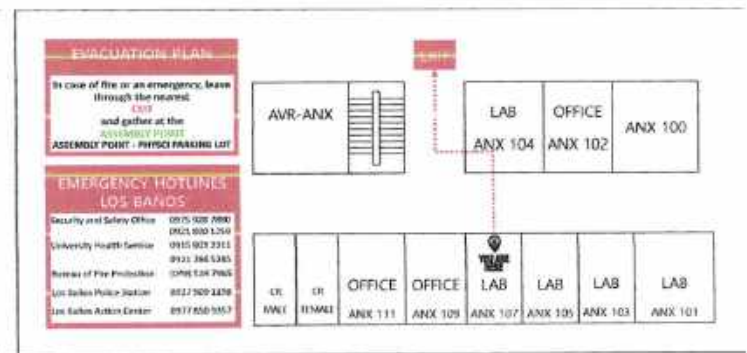 EVACUATION PLAN
In case of fire or an emergency, leave
through the nearest
EXIT
and gather at the
ASSEMBLY POINT
ASSEMBLY POINT - PHYSCI PARKING LOT
EMERGENCY HOTLINES
LOS BAÑOS
Security and Safety Office
University Health Service
Bureau of Fire Protection
Los Baños Police Station
Los Baños Action Center
EXIT
AVR-ANX
LAB
ANX 104
OFFICE
ANX 102
ANX 100
YOU ARE
HERE
CR
MALE
CR
FEMALE
OFFICE
ANX 111
OFFICE
ANX 109
LAB
ANX 107
LAB
ANX 105
LAB
ANX 103
LAB
ANX 101